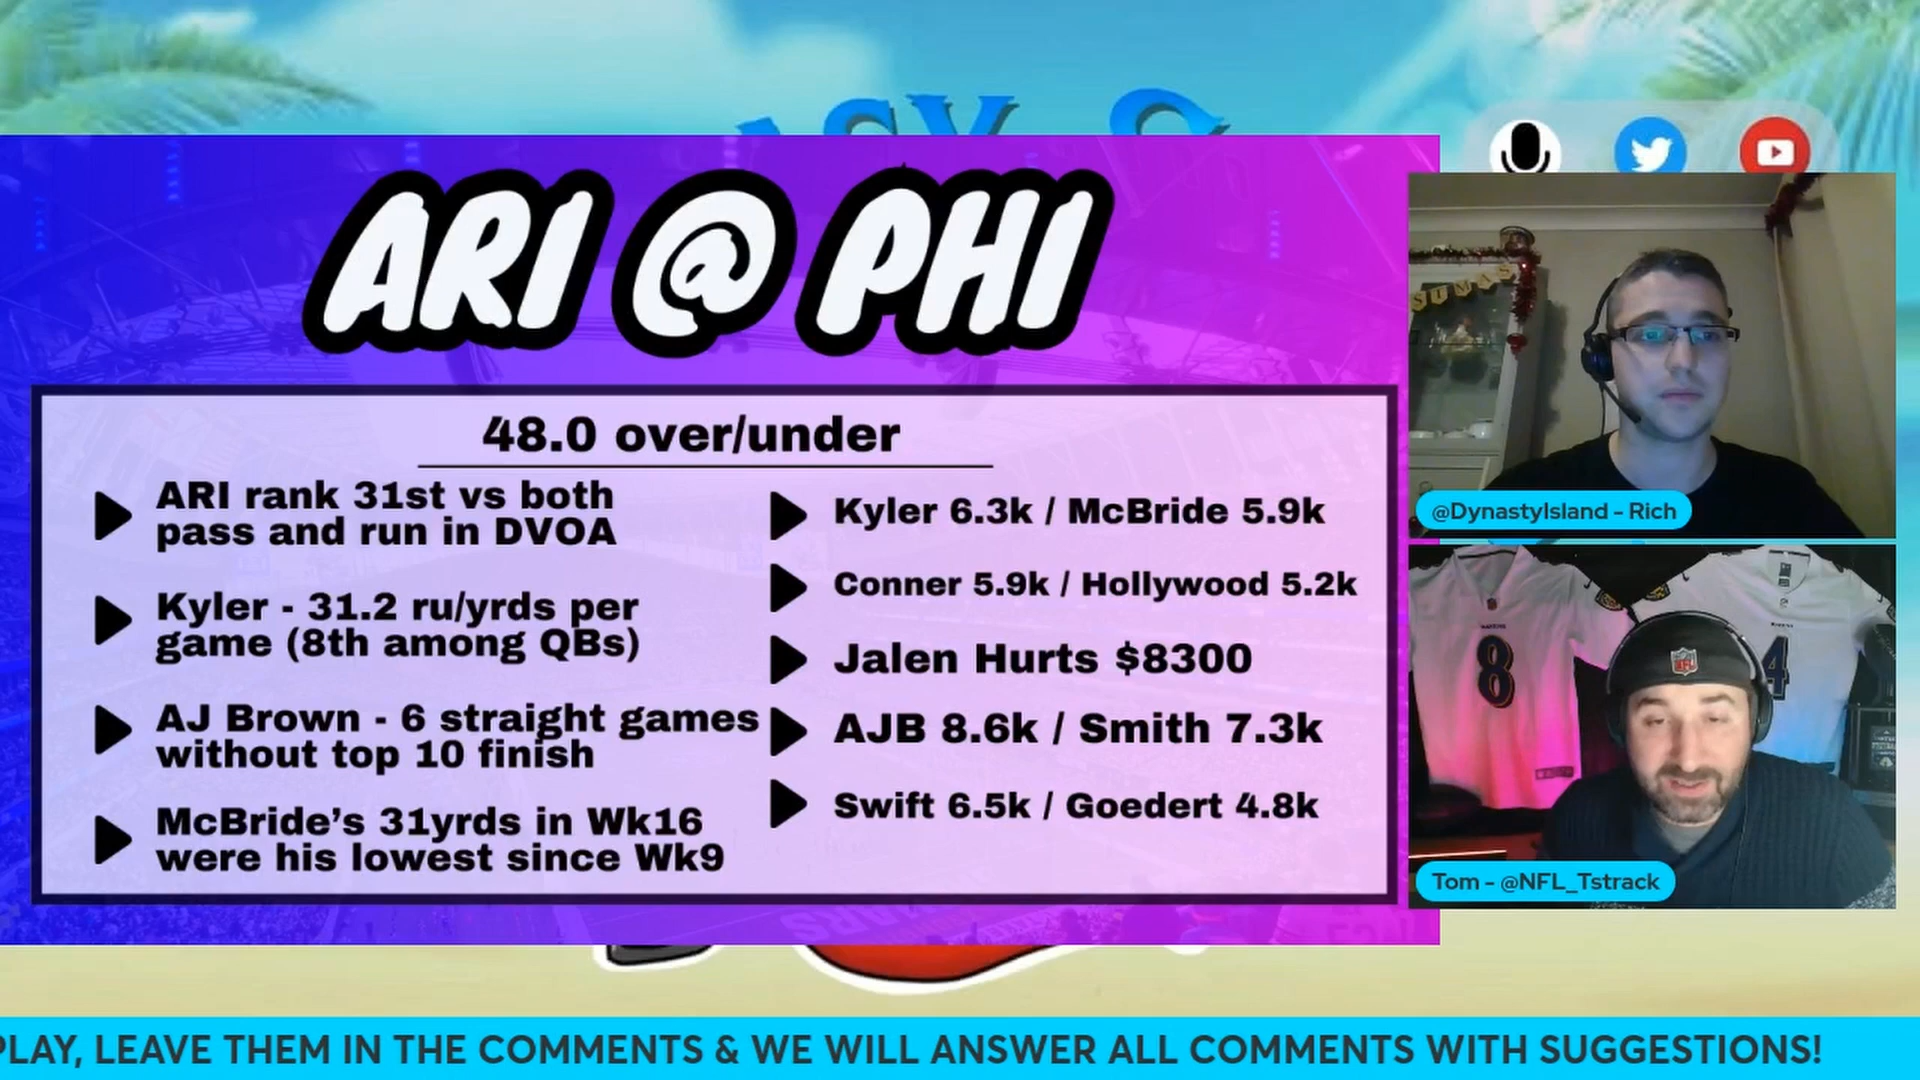 ARI @ PHI
48.0 over/under
ARI rank 31st vs both
pass and run in DVOA
Kyler - 31.2 ru/yrds per
game (8th among QBs)
AJ Brown - 6 straight games
without top 10 finish
McBride's 31yrds in Wk16
were his lowest since Wk9
Kyler 6.3k / McBride 5.9k
Conner 5.9k / Hollywood 5.2k
Jalen Hurts $8300
AJB 8.6k / Smith 7.3k
Swift 6.5k / Goedert 4.8k
STMAS
@DynastyIsland - Rich
8
4
NFL
Tom - @NFL_Tstrack
PLAY, LEAVE THEM IN THE COMMENTS & WE WILL ANSWER ALL COMMENTS WITH SUGGESTIONS!